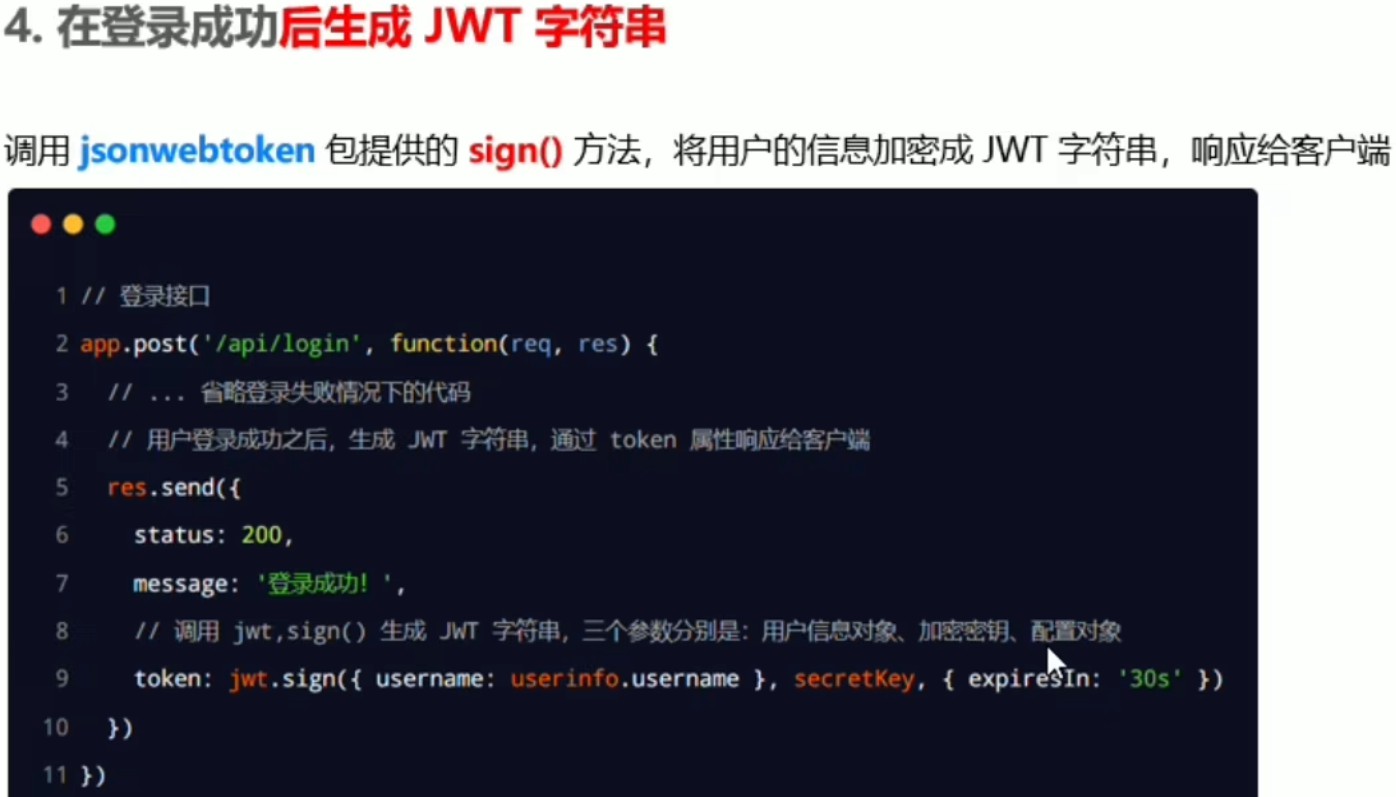 4. 在登录成功后生成 JWT 字符串
调用 jsonwebtoken 包提供的 sign() 方法，将用户的信息加密成 JWT 字符串，响应给客户端
1 // 登录接口
2 app.post('/api/login', function(req, res) {
3 // ... 省略登录失败情况下的代码
4 // 用户登录成功之后，生成 JWT 字符串，通过 token 属性响应给客户端
5 res.send({
6 status: 200,
7 message: '登录成功！',
8 // 调用 jwt,sign() 生成 JWT 字符串，三个参数分别是：用户信息对象、加密密钥、配置对象
9 token: jwt.sign({ username: userinfo.username }, secretKey, { expiresIn: '30s' })
10 })
11 })